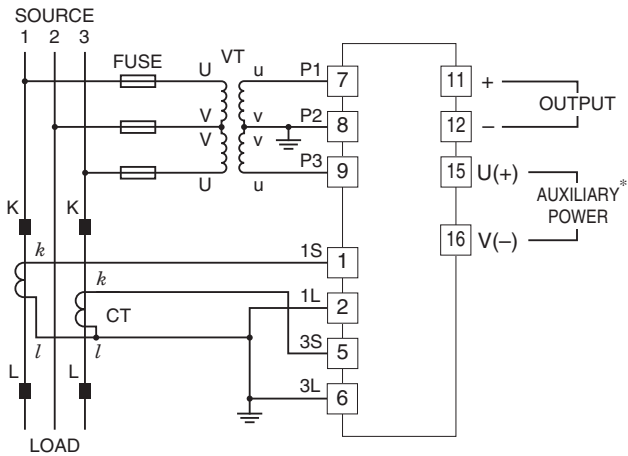 SOURCE
1 2 3
FUSE
VT
U u P1 7
V v P2 8
V v
U u P3 9
11 +
OUTPUT
12 –
15 U(+)
AUXILIARY*
POWER
16 V(–)
K K
k 1S 1
k 1L 2
CT
l l 3S 5
L L 3L 6
LOAD